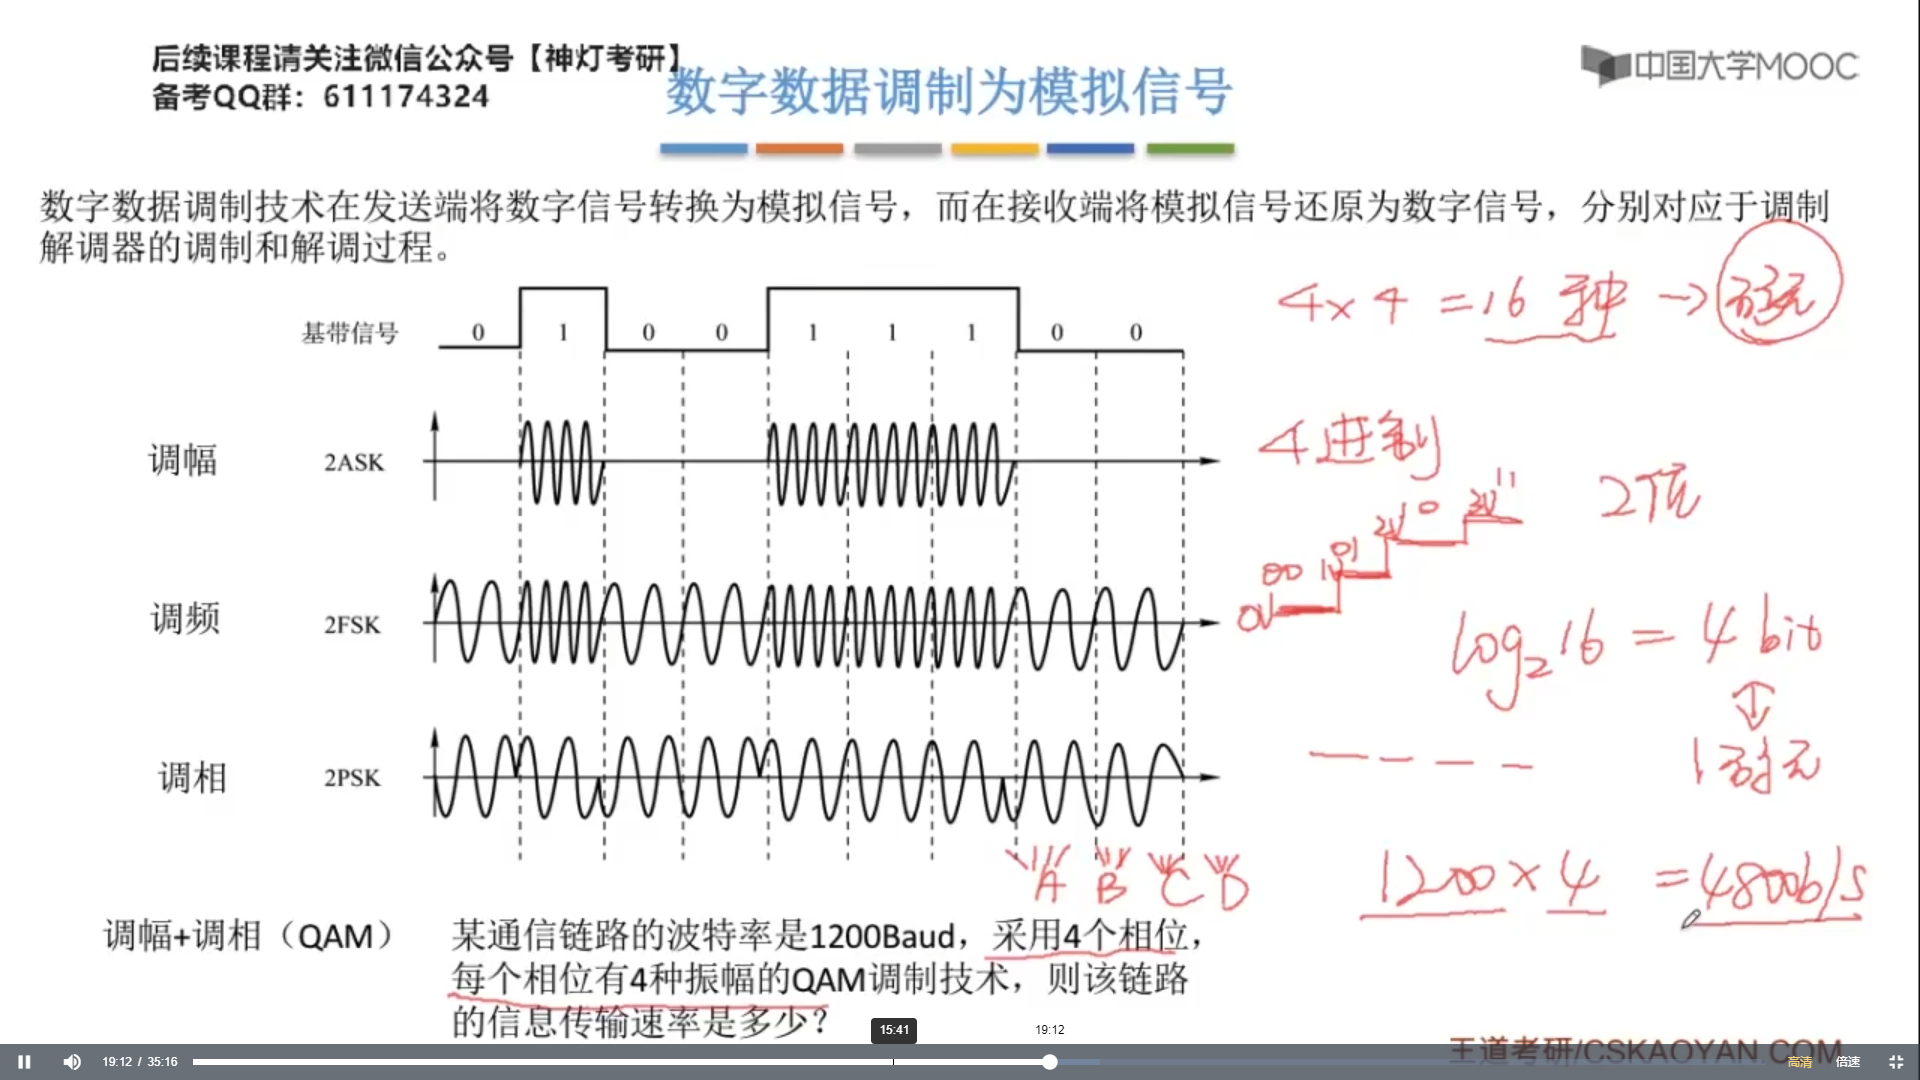 后续课程请关注微信公众号【神灯考研】
备考QQ群：611174324
数字数据调制为模拟信号
中国大学MOOC
数字数据调制技术在发送端将数字信号转换为模拟信号，而在接收端将模拟信号还原为数字信号，分别对应于调制
解调器的调制和解调过程。
4×4=16 种→码元
基带信号 0 1 0 0 1 1 1 0 0
4进制
调幅 2ASK
2V 10 3V 11 2位
00 1V 01
0V
调频 2FSK
log₂16=4bit
1码元
调相 2PSK
A B C D
1200×4=4800b/s
调幅+调相（QAM）
某通信链路的波特率是1200Baud，采用4个相位，
每个相位有4种振幅的QAM调制技术，则该链路
的信息传输速率是多少？
15:41 19:12
王道考研/CSKAOYAN.COM
19:12 / 35:16 高清 倍速